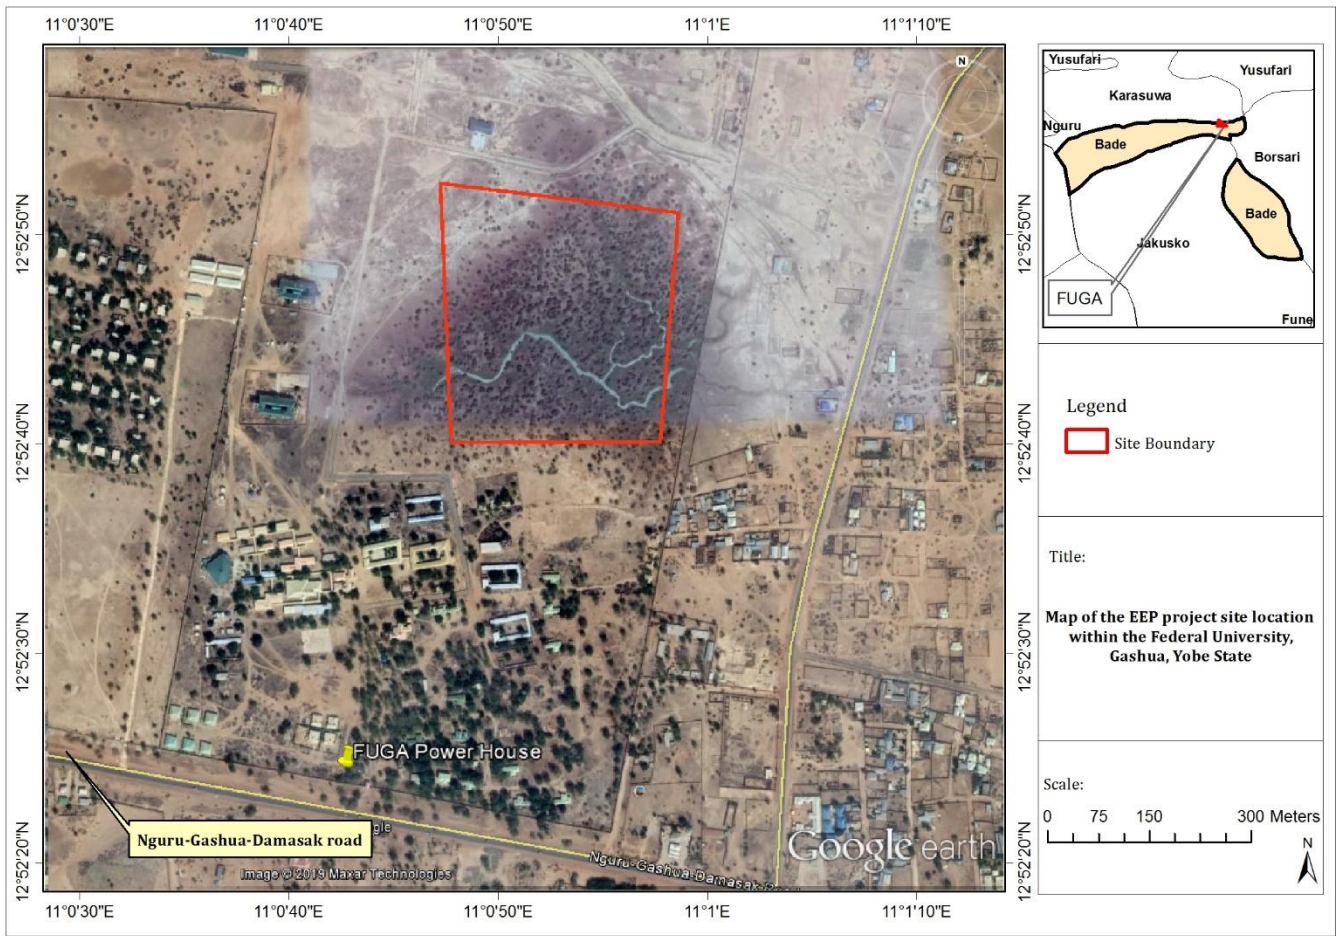 11°0'30"E
11°0'40"E
11°0'50"E
11°1'E
11°1'10"E
12°52'50"N
12°52'40"N
12°52'30"N
12°52'20"N
12°52'50"N
12°52'40"N
12°52'30"N
12°52'20"N
N
FUGA Power House
Nguru-Gashua-Damasak road
gle
Nguru-Gashua-Damasak
Google earth
Image © 2019 Maxar Technologies
11°0'30"E
11°0'40"E
11°0'50"E
11°1'E
11°1'10"E
Yusufari
Yusufari
Karasuwa
Nguru
Bade
Borsari
Bade
Jakusko
FUGA
Fune
Legend
Site Boundary
Title:
Map of the EEP project site location
within the Federal University,
Gashua, Yobe State
Scale:
0 75 150 300 Meters
N